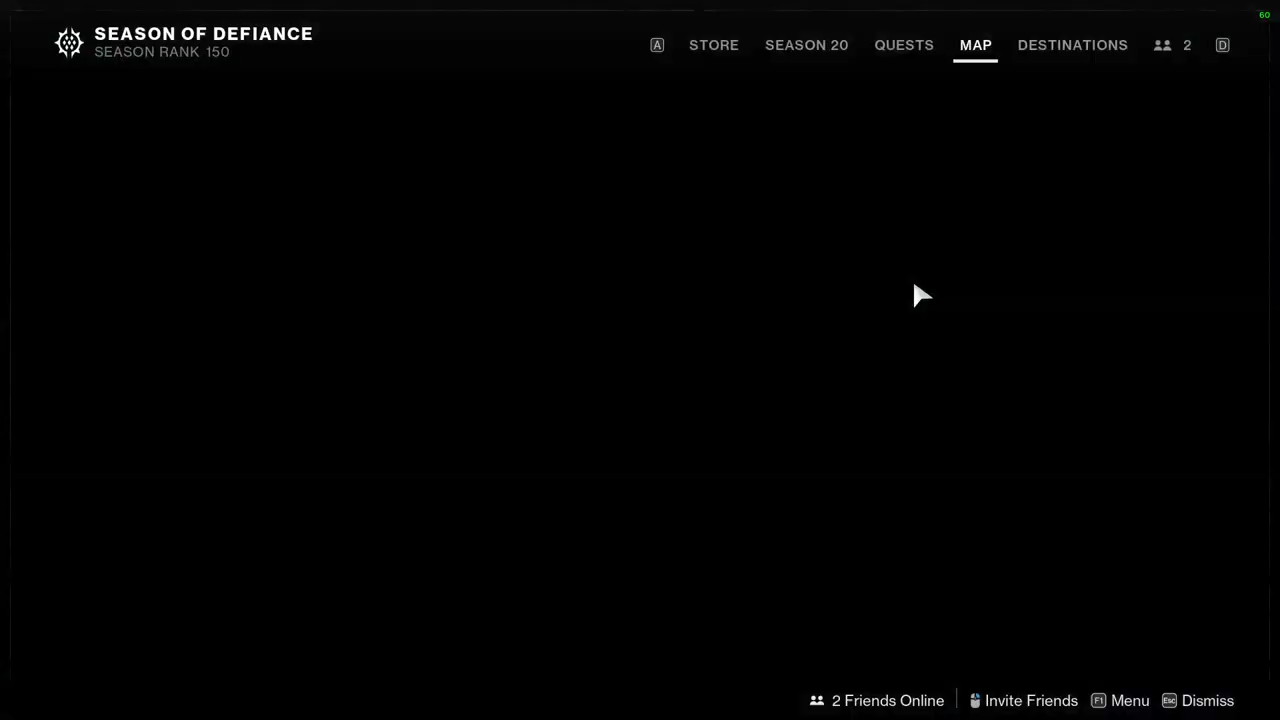 60
SEASON OF DEFIANCE
SEASON RANK 150
A STORE SEASON 20 QUESTS MAP DESTINATIONS 2 D
2 Friends Online Invite Friends F1 Menu Esc Dismiss